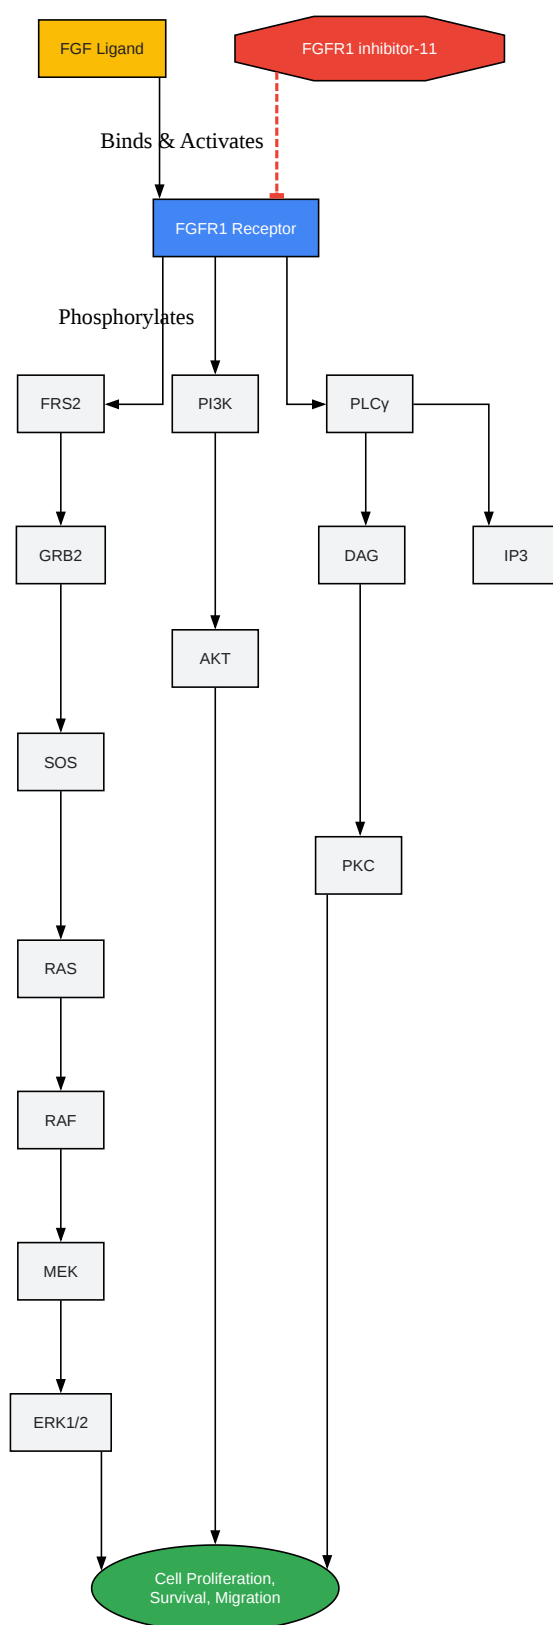 FGF Ligand
FGFR1 inhibitor-11
Binds & Activates
FGFR1 Receptor
Phosphorylates
FRS2
PI3K
PLCγ
GRB2
DAG
IP3
AKT
SOS
PKC
RAS
RAF
MEK
ERK1/2
Cell Proliferation,
Survival, Migration